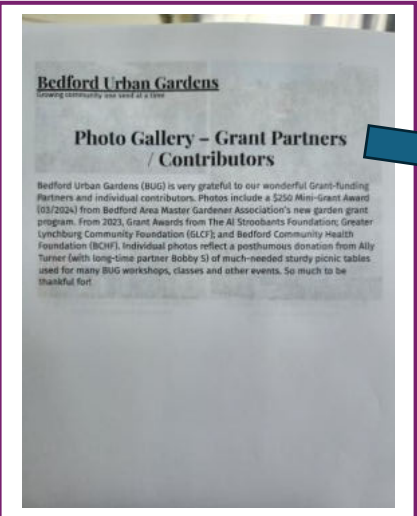 Bedford Urban Gardens
Growing community one seed at a time
Photo Gallery – Grant Partners
/ Contributors
Bedford Urban Gardens (BUG) is very grateful to our wonderful Grant-funding
Partners and individual contributors. Photos include a $250 Mini-Grant Award
(03/2024) from Bedford Area Master Gardener Association's new garden grant
program. From 2023, Grant Awards from The Al Stroobants Foundation; Greater
Lynchburg Community Foundation (GLCF); and Bedford Community Health
Foundation (BCHF). Individual photos reflect a posthumous donation from Ally
Turner (with long-time partner Bobby S) of much-needed sturdy picnic tables
used for many BUG workshops, classes and other events. So much to be
thankful for!